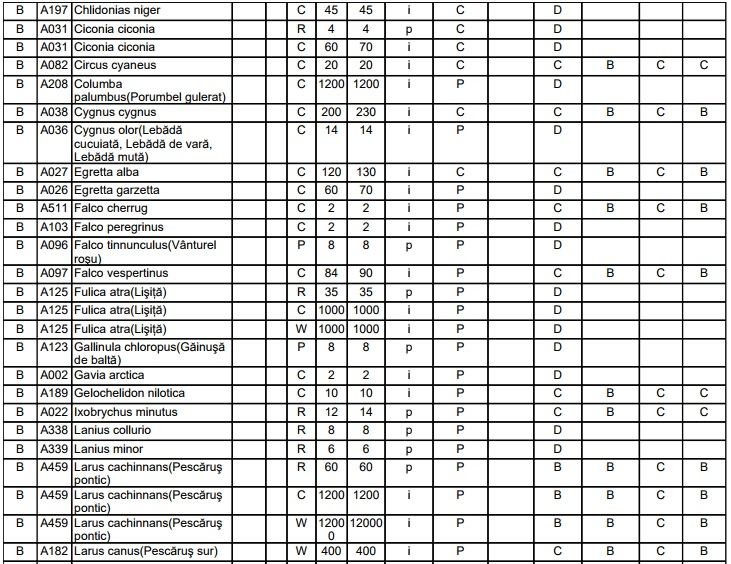 B A197 Chlidonias niger C 45 45 i C D
B A031 Ciconia ciconia R 4 4 p C D
B A031 Ciconia ciconia C 60 70 i C D
B A082 Circus cyaneus C 20 20 i C C B C C
B A208 Columba C 1200 1200 i P D
palumbus(Porumbel gulerat)
B A038 Cygnus cygnus C 200 230 i C C B C B
B A036 Cygnus olor(Lebădă C 14 14 i P D
cucuiată, Lebădă de vară,
Lebădă mută)
B A027 Egretta alba C 120 130 i C C B C B
B A026 Egretta garzetta C 60 70 i P D
B A511 Falco cherrug C 2 2 i P C B C B
B A103 Falco peregrinus C 2 2 i P D
B A096 Falco tinnunculus(Vânturel P 8 8 p P D
roşu)
B A097 Falco vespertinus C 84 90 i P C B C B
B A125 Fulica atra(Lişiţă) R 35 35 p P D
B A125 Fulica atra(Lişiţă) C 1000 1000 i P D
B A125 Fulica atra(Lişiţă) W 1000 1000 i P D
B A123 Gallinula chloropus(Găinuşă P 8 8 p P D
de baltă)
B A002 Gavia arctica C 2 2 i P D
B A189 Gelochelidon nilotica C 10 10 i P C B C C
B A022 Ixobrychus minutus R 12 14 p P C B C C
B A338 Lanius collurio R 8 8 p P D
B A339 Lanius minor R 6 6 p P D
B A459 Larus cachinnans(Pescăruş R 60 60 p P B B C B
pontic)
B A459 Larus cachinnans(Pescăruş C 1200 1200 i P B B C B
pontic)
B A459 Larus cachinnans(Pescăruş W 1200 12000 i P B B C B
pontic) 0
B A182 Larus canus(Pescăruş sur) W 400 400 i P C B C B